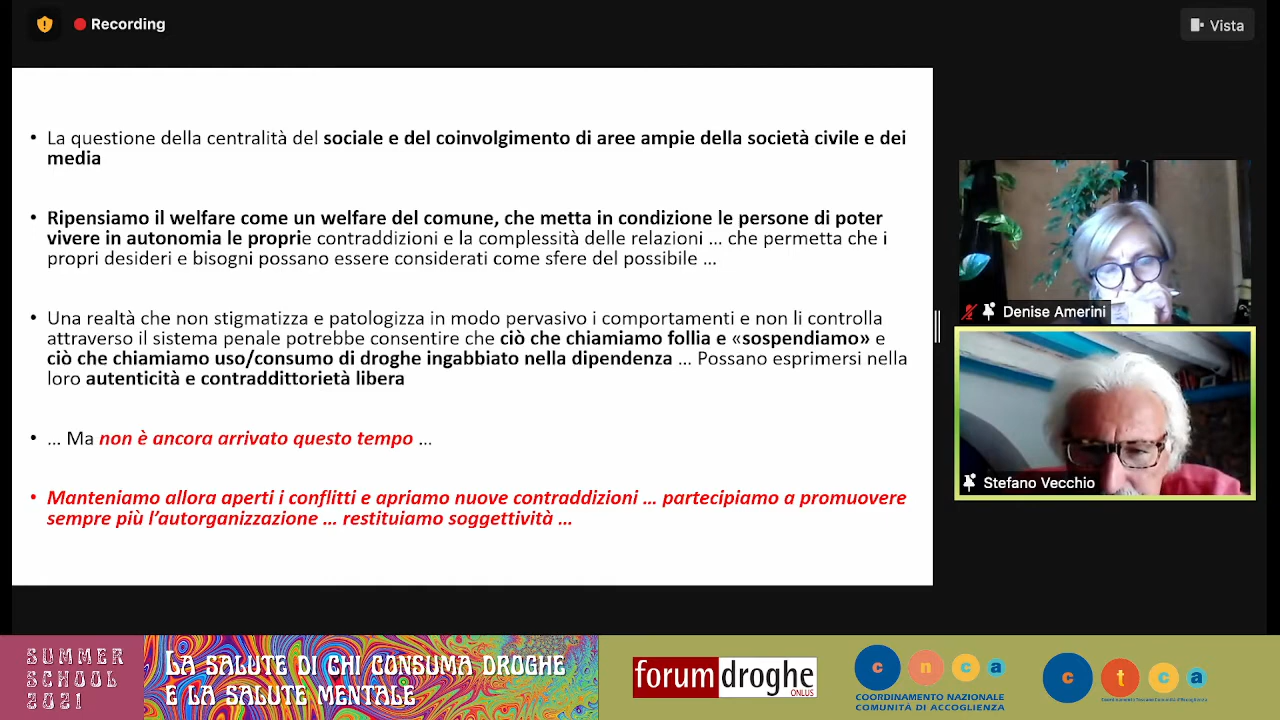 Recording
Vista
• La questione della centralità del sociale e del coinvolgimento di aree ampie della società civile e dei
media
• Ripensiamo il welfare come un welfare del comune, che metta in condizione le persone di poter
vivere in autonomia le proprie contraddizioni e la complessità delle relazioni … che permetta che i
propri desideri e bisogni possano essere considerati come sfere del possibile …
• Una realtà che non stigmatizza e patologizza in modo pervasivo i comportamenti e non li controlla
attraverso il sistema penale potrebbe consentire che ciò che chiamiamo follia e «sospendiamo» e
ciò che chiamiamo uso/consumo di droghe ingabbiato nella dipendenza … Possano esprimersi nella
loro autenticità e contraddittorietà libera
• … Ma non è ancora arrivato questo tempo …
• Manteniamo allora aperti i conflitti e apriamo nuove contraddizioni … partecipiamo a promuovere
sempre più l’autorganizzazione … restituiamo soggettività …
Denise Amerini
Stefano Vecchio
SUMMER
SCHOOL
2021
LA SALUTE DI CHI CONSUMA DROGHE
E LA SALUTE MENTALE
forumdroghe
ONLUS
c n c a
COORDINAMENTO NAZIONALE
COMUNITÀ DI ACCOGLIENZA
c t c a